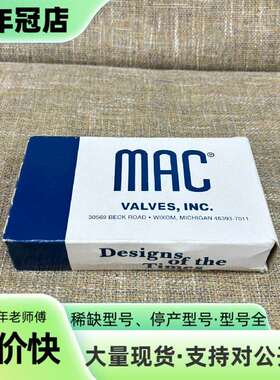 年冠店
MAC®
VALVES, INC.
30569 BECK ROAD • WIXOM, MICHIGAN 48393-7011
Designs
of the
Times
年老师傅
稀缺型号、停产型号·型号全
价快
大量现货·支持对公